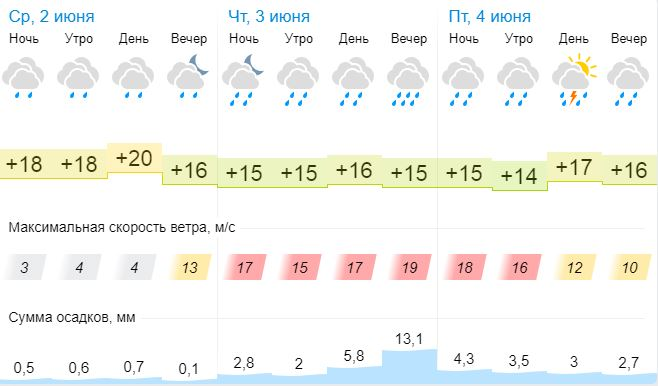 Ср, 2 июня Чт, 3 июня Пт, 4 июня
Ночь Утро День Вечер Ночь Утро День Вечер Ночь Утро День Вечер
+18 +18 +20 +16 +15 +15 +16 +15 +15 +14 +17 +16
Максимальная скорость ветра, м/с
3 4 4 13 17 15 17 19 18 16 12 10
Сумма осадков, мм
0,5 0,6 0,7 0,1 2,8 2 5,8 13,1 4,3 3,5 3 2,7